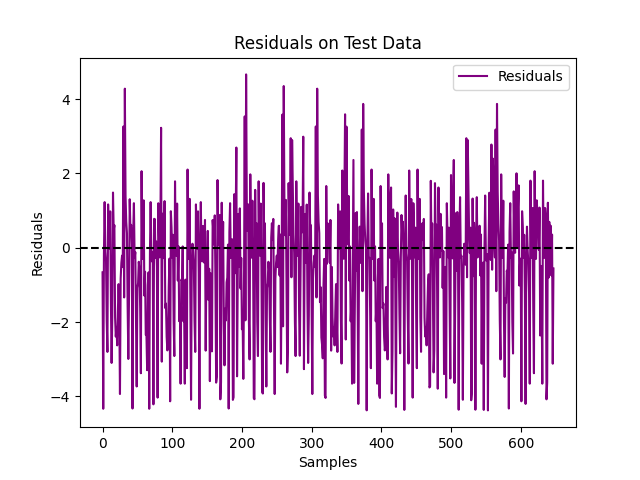 Residuals on Test Data
Residuals
4
2
0
−2
−4
Residuals
0 100 200 300 400 500 600
Samples